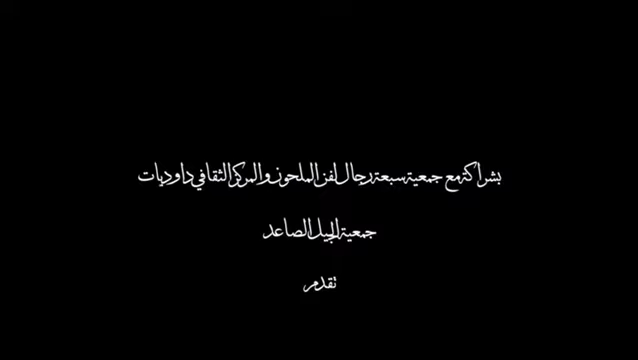 بشراكة مع جمعية سبعة رجال لفن الملحون والمركز الثقافي داوديات
جمعية الجيل الصاعد
تقدم